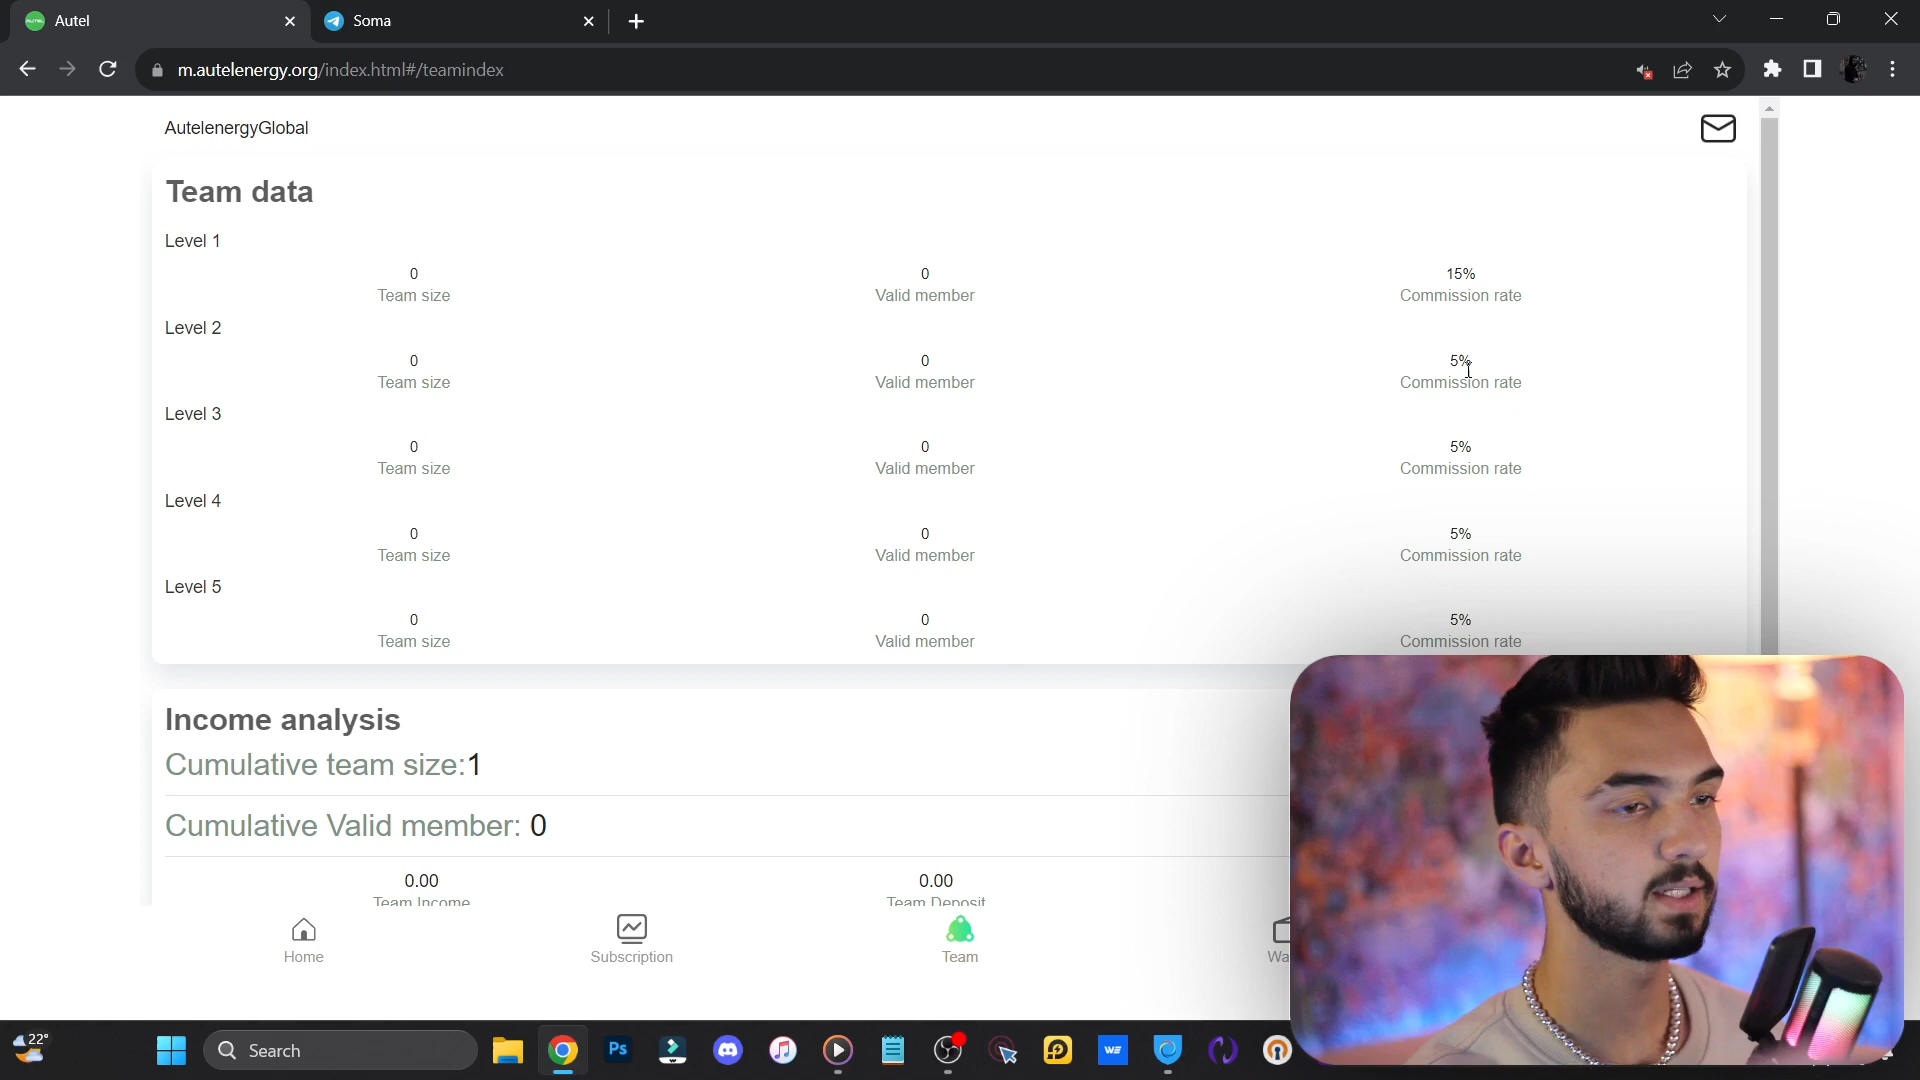 Autel
Soma
m.autelenergy.org/index.html#/teamindex
AutelenergyGlobal
Team data
Level 1
0 0 15%
Team size Valid member Commission rate
Level 2
0 0 5%
Team size Valid member Commission rate
Level 3
0 0 5%
Team size Valid member Commission rate
Level 4
0 0 5%
Team size Valid member Commission rate
Level 5
0 0 5%
Team size Valid member Commission rate
Income analysis
Cumulative team size:1
Cumulative Valid member: 0
0.00 0.00
Team Income Team Deposit
Home Subscription Team Wa
22°
Search
Ps
WE